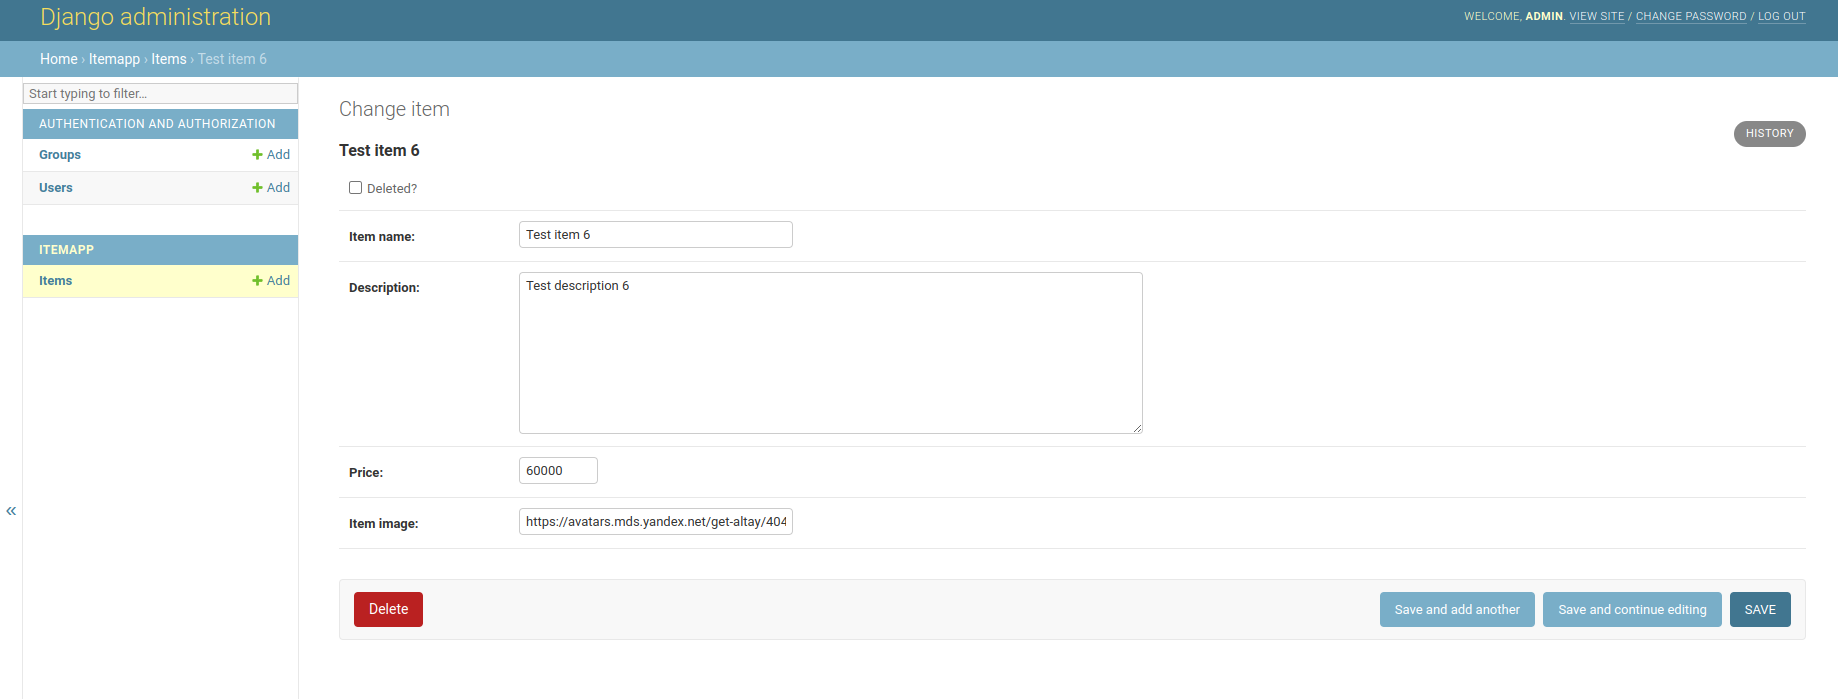 Django administration
WELCOME, ADMIN. VIEW SITE / CHANGE PASSWORD / LOG OUT
Home › Itemapp › Items › Test item 6
Start typing to filter...
AUTHENTICATION AND AUTHORIZATION
Groups + Add
Users + Add
ITEMAPP
Items + Add
«
Change item
HISTORY
Test item 6
Deleted?
Item name: Test item 6
Description: Test description 6
Price: 60000
Item image: https://avatars.mds.yandex.net/get-altay/404
Delete
Save and add another Save and continue editing SAVE